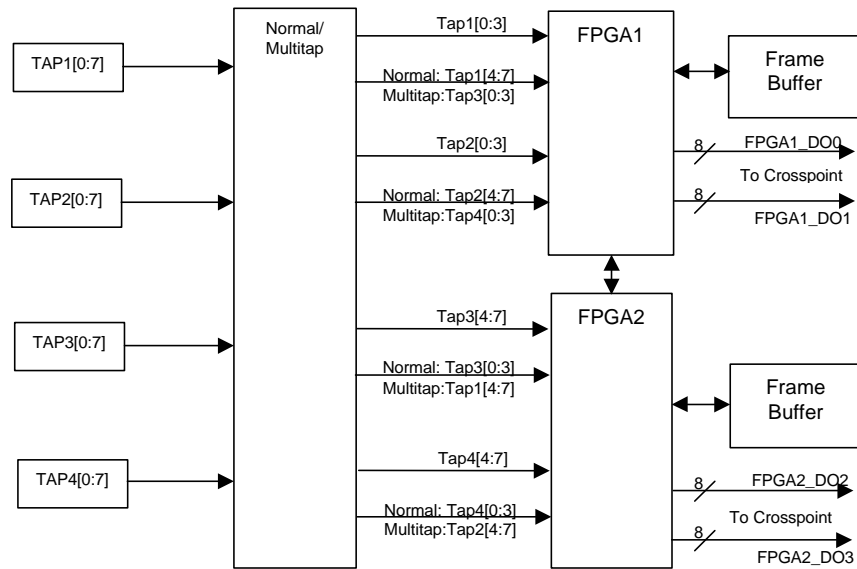 TAP1[0:7]
TAP2[0:7]
TAP3[0:7]
TAP4[0:7]
Normal/
Multitap
Tap1[0:3]
Normal: Tap1[4:7]
Multitap:Tap3[0:3]
Tap2[0:3]
Normal: Tap2[4:7]
Multitap:Tap4[0:3]
Tap3[4:7]
Normal: Tap3[0:3]
Multitap:Tap1[4:7]
Tap4[4:7]
Normal: Tap4[0:3]
Multitap:Tap2[4:7]
FPGA1
FPGA2
Frame
Buffer
8
FPGA1_DO0
To Crosspoint
8
FPGA1_DO1
Frame
Buffer
8
FPGA2_DO2
To Crosspoint
8
FPGA2_DO3